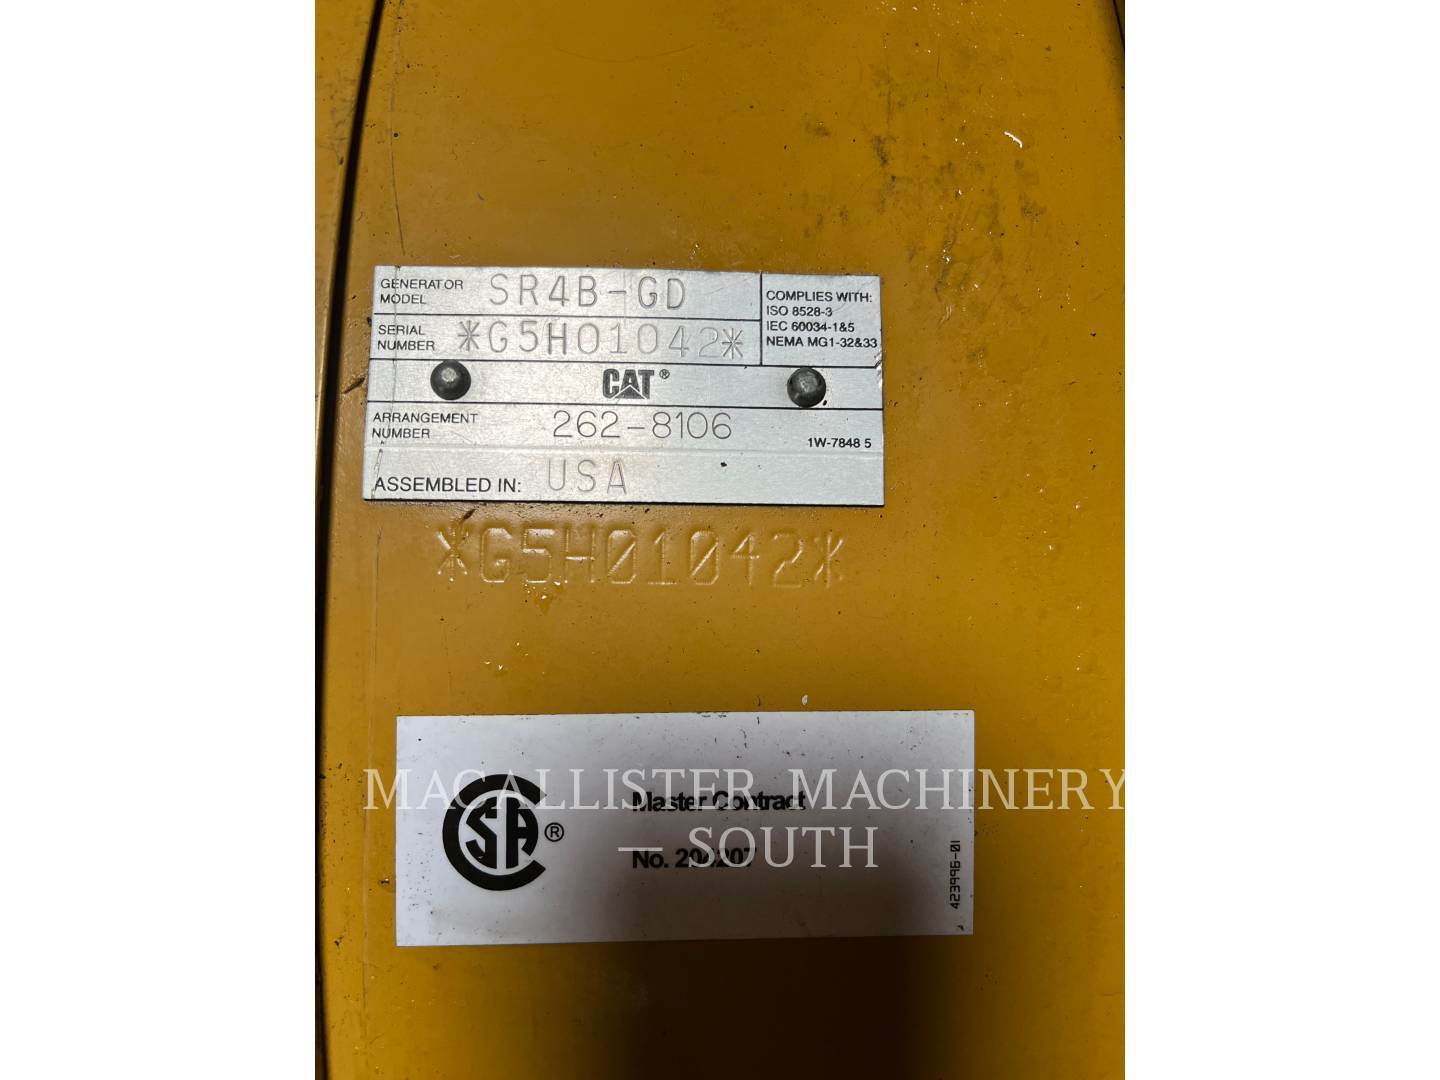 GENERATOR MODEL SR4B-GD
SERIAL NUMBER *G5H01042*
COMPLIES WITH:
ISO 8528-3
IEC 60034-1&5
NEMA MG1-32&33
CAT®
ARRANGEMENT NUMBER 262-8106
1W-7848 5
ASSEMBLED IN: USA
*G5H01042*
MACALLISTER MACHINERY
— SOUTH
CSA®
Master Contract
No.
423996-01